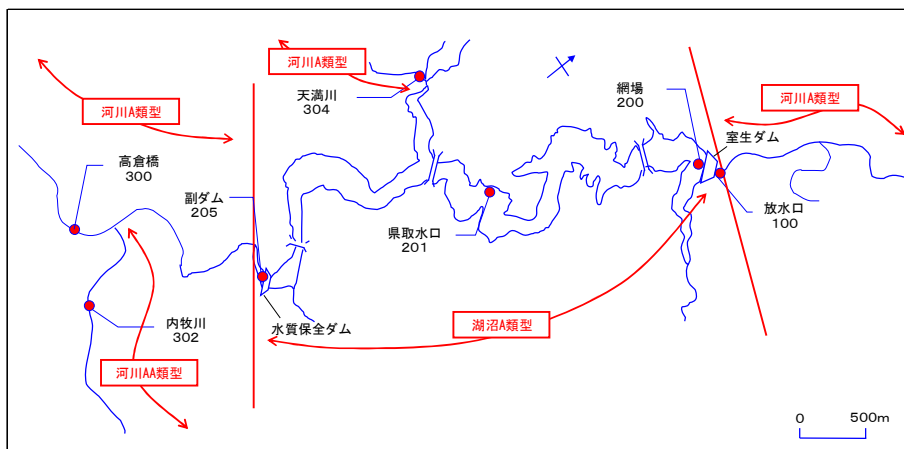 河川A類型
天満川
304
網場
200
河川A類型
河川A類型
室生ダム
高倉橋
300
副ダム
205
県取水口
201
放水口
100
内牧川
302
水質保全ダム
湖沼A類型
河川AA類型
0 500m